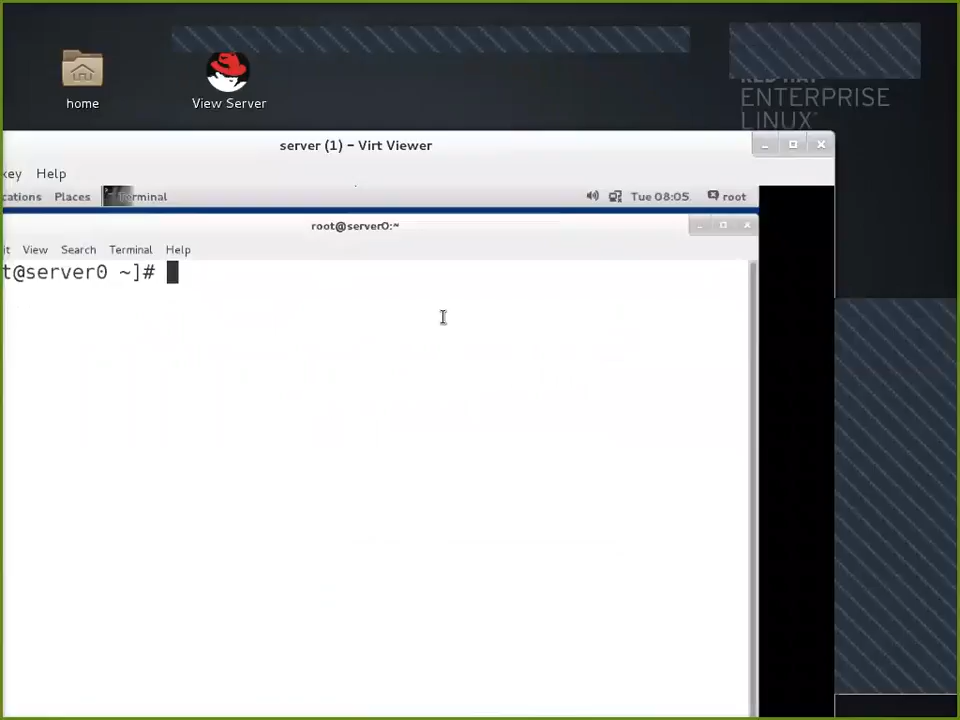 home
View Server
ENTERPRISE
LINUX
server (1) – Virt Viewer
key Help
cations Places Terminal Tue 08:05 root
root@server0:~
it View Search Terminal Help
t@server0 ~]#